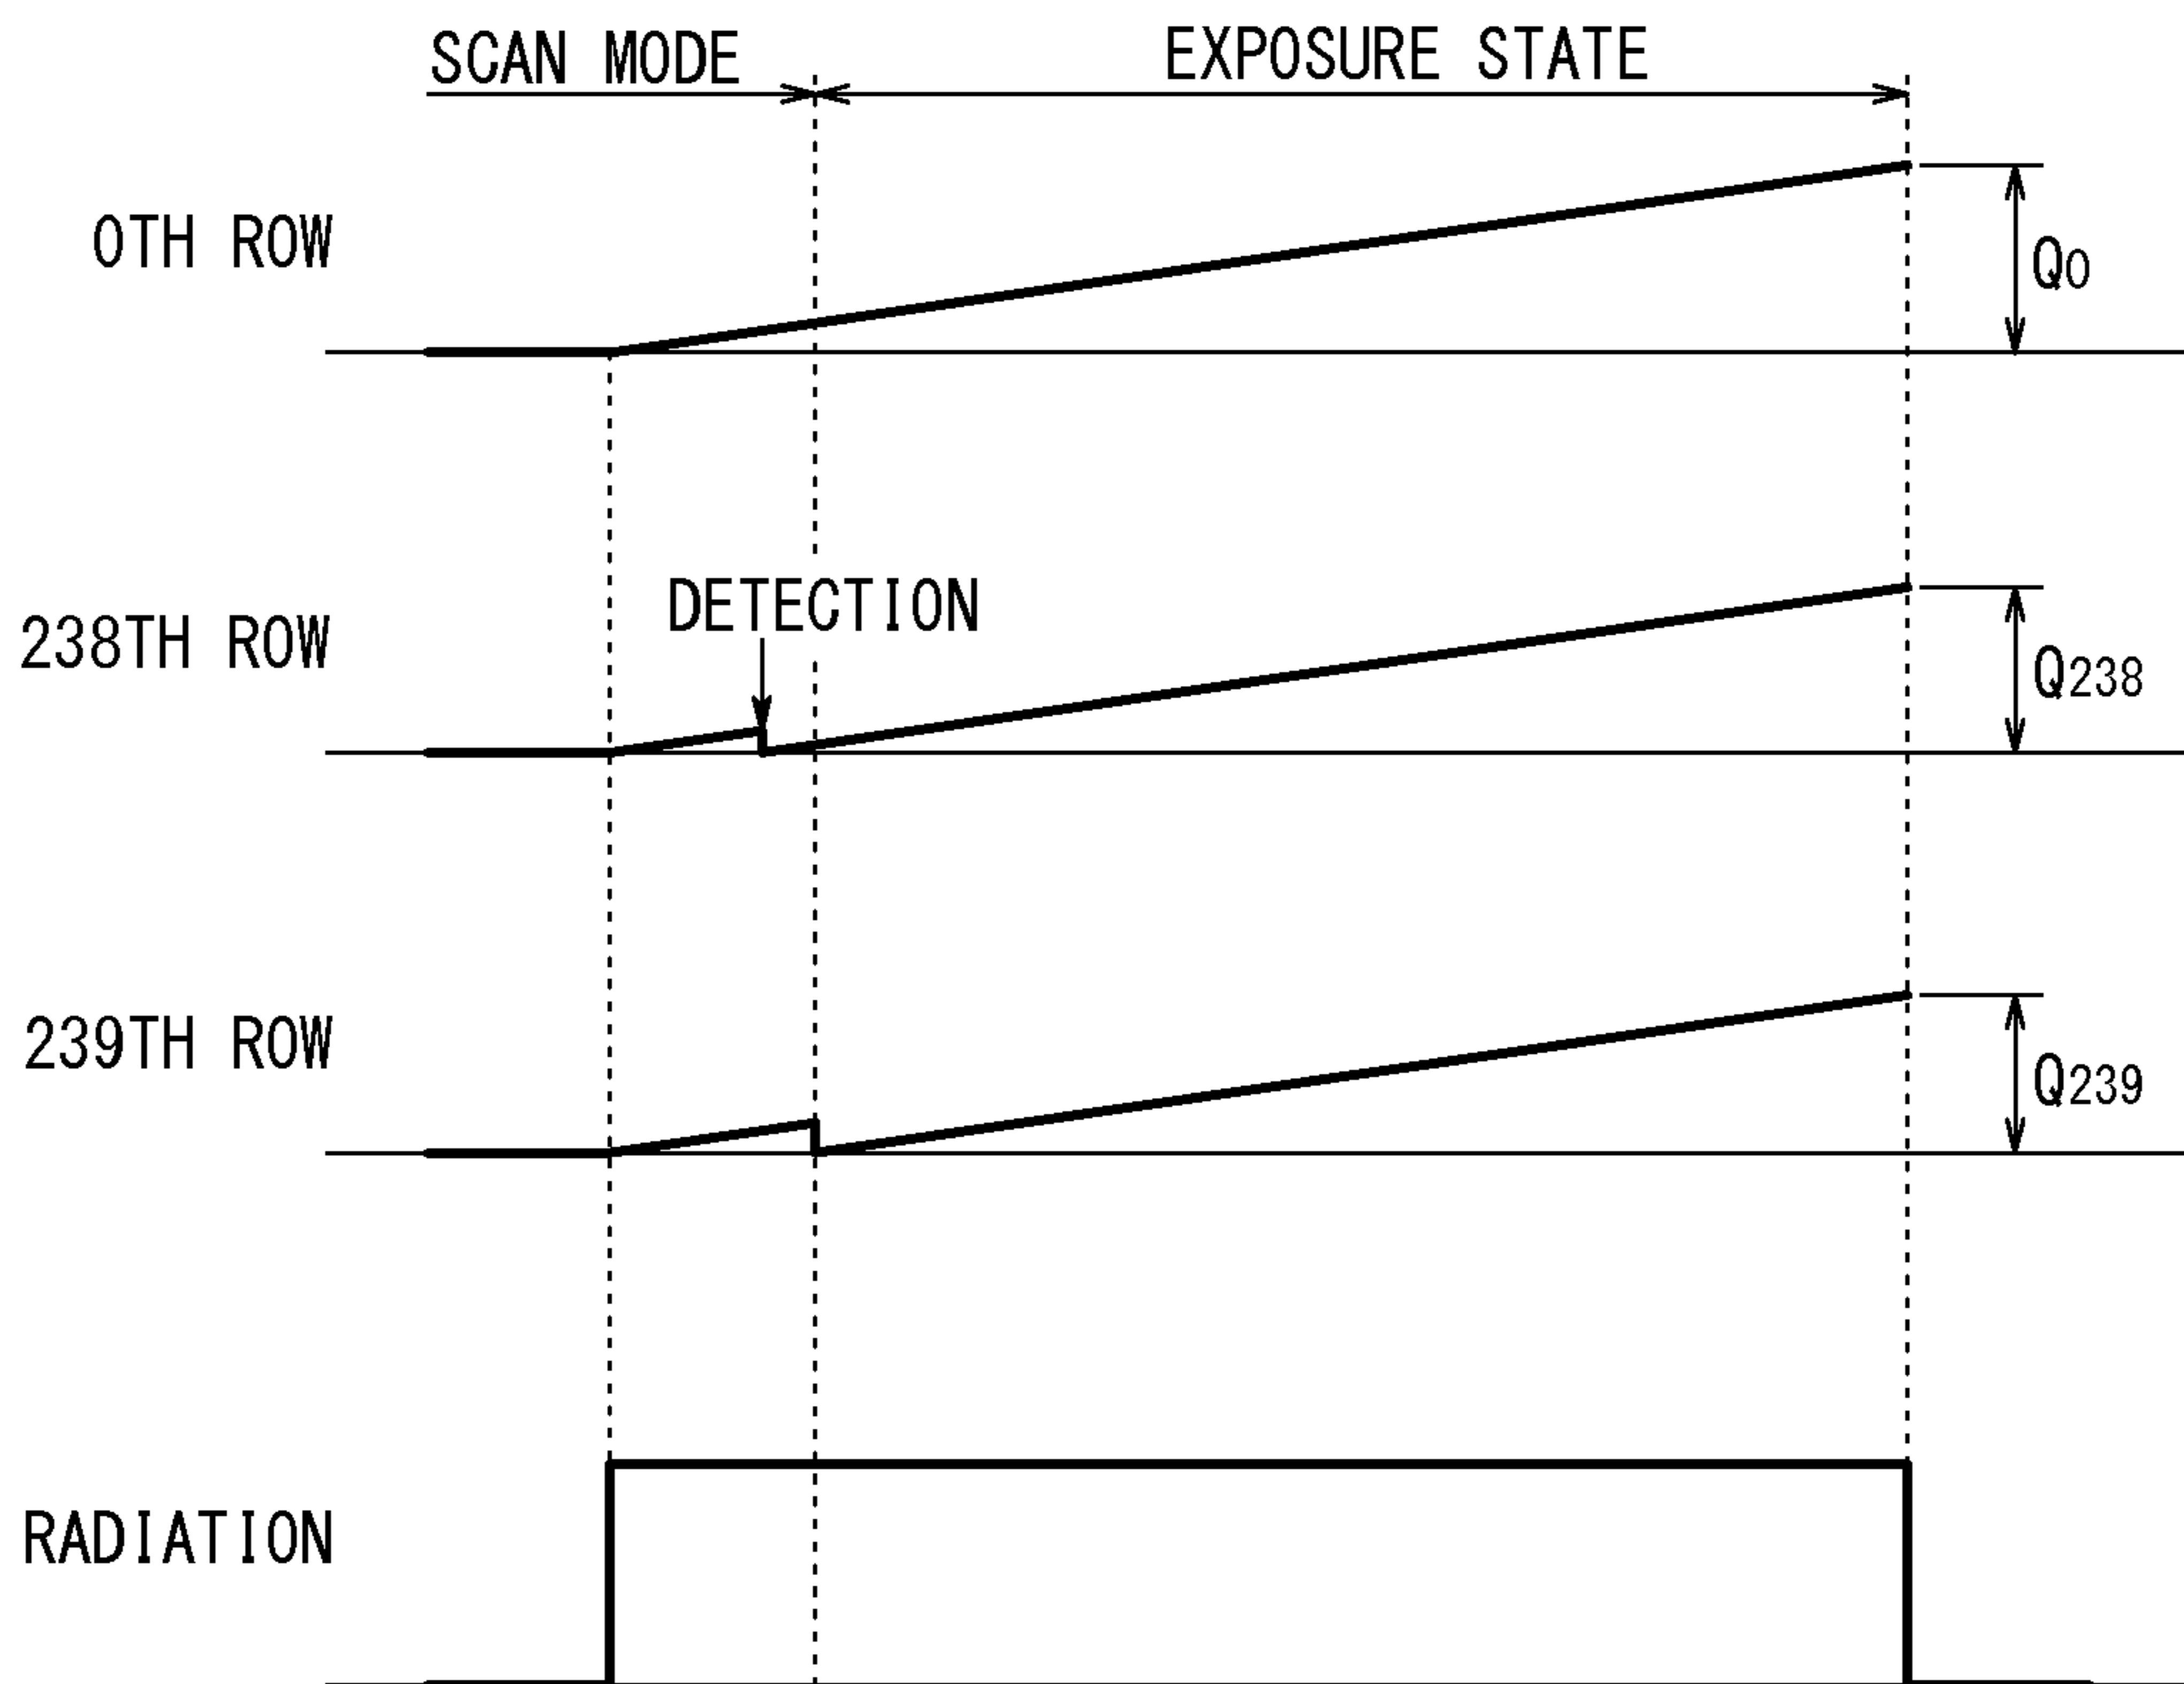 SCAN MODE
EXPOSURE STATE
0TH ROW
Q0
DETECTION
238TH ROW
Q238
239TH ROW
Q239
RADIATION